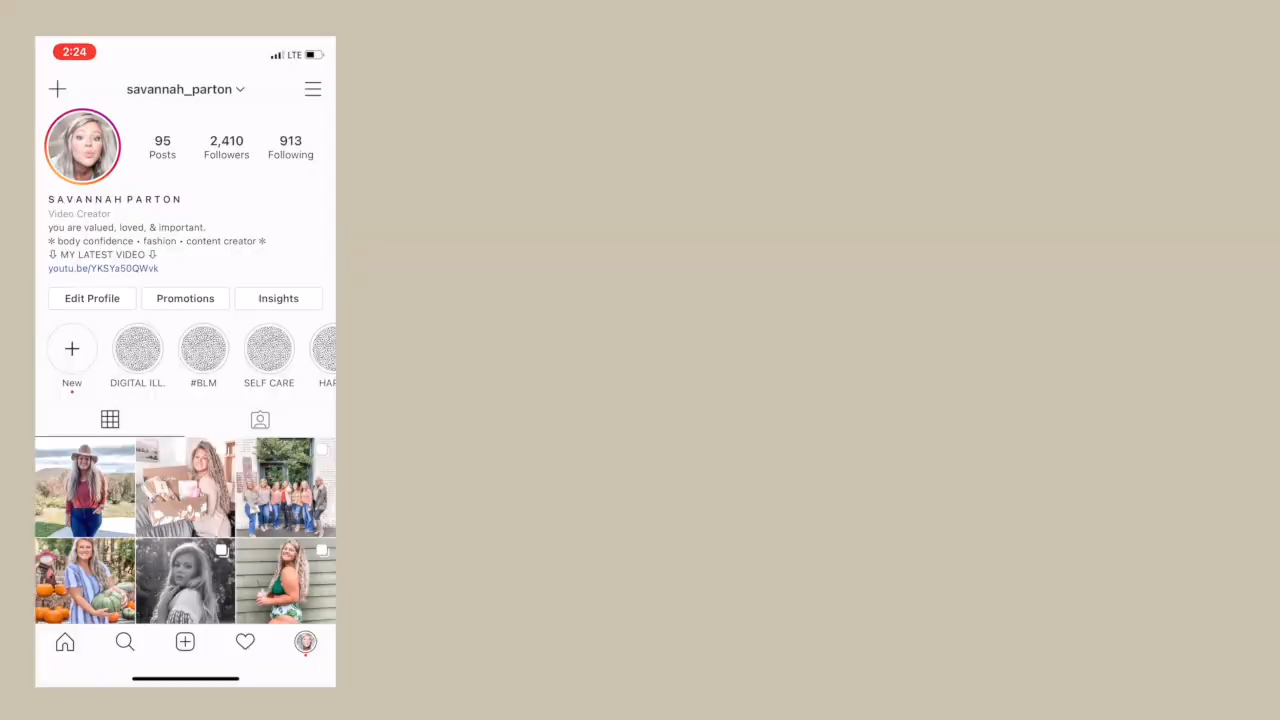 2:24
LTE
savannah_parton
95 2,410 913
Posts Followers Following
S A V A N N A H P A R T O N
Video Creator
you are valued, loved, & important.
✻ body confidence • fashion • content creator ✻
⇩ MY LATEST VIDEO ⇩
youtu.be/YKSYa50QWvk
Edit Profile Promotions Insights
New DIGITAL ILL. #BLM SELF CARE HAP